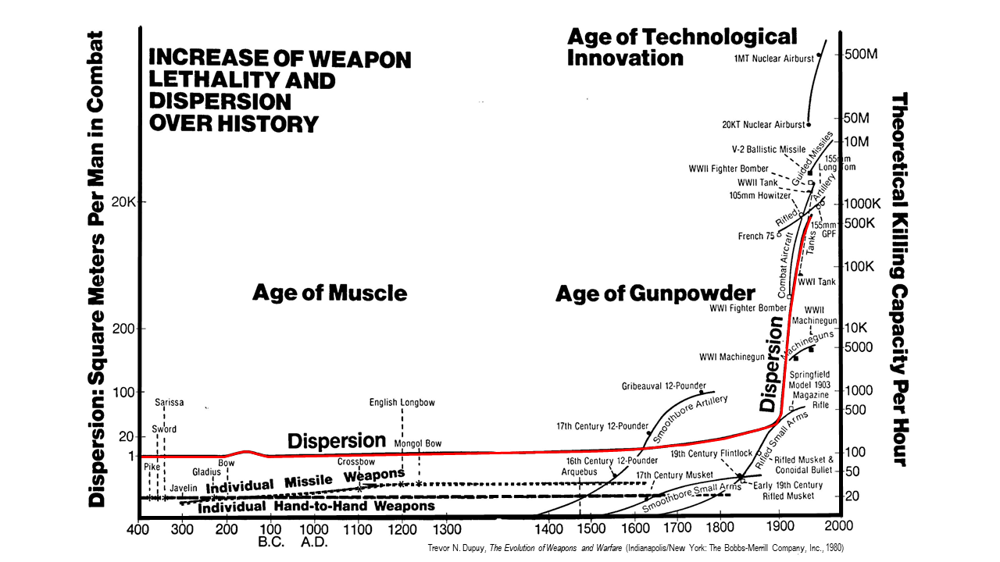 INCREASE OF WEAPON
LETHALITY AND
DISPERSION
OVER HISTORY
Age of Technological
Innovation
Age of Muscle
Age of Gunpowder
Dispersion: Square Meters Per Man in Combat
20K
200
100
20
1
Theoretical Killing Capacity Per Hour
500M
50M
10M
1000K
500K
100K
10K
5000
1000
500
100
50
20
1MT Nuclear Airburst
20KT Nuclear Airburst
V-2 Ballistic Missile
Guided Missiles
155mm
Long Tom
WWII Fighter Bomber
WWII Tank
105mm Howitzer
Rifled Artillery
French 75
155mm
GPF
Tanks
Combat Aircraft
WWI Tank
WWI Fighter Bomber
WWII
Machinegun
Machineguns
WWI Machinegun
Dispersion
Springfield
Model 1903
Magazine
Rifle
Gribeauval 12-Pounder
Smoothbore Artillery
17th Century 12-Pounder
Rifled Small Arms
19th Century Flintlock
Rifled Musket &
Conoidal Bullet
16th Century 12-Pounder
Arquebus
17th Century Musket
Early 19th Century
Rifled Musket
Smoothbore Small Arms
Sarissa
English Longbow
Sword
Dispersion
Mongol Bow
Pike
Bow
Crossbow
Gladius
Javelin
Individual Missile Weapons
Individual Hand-to-Hand Weapons
400 300 200 100 100 400 1000 1100 1200 1300 1400 1500 1600 1700 1800 1900 2000
B.C. A.D.
Trevor N. Dupuy, The Evolution of Weapons and Warfare (Indianapolis/New York: The Bobbs-Merrill Company, Inc., 1980)